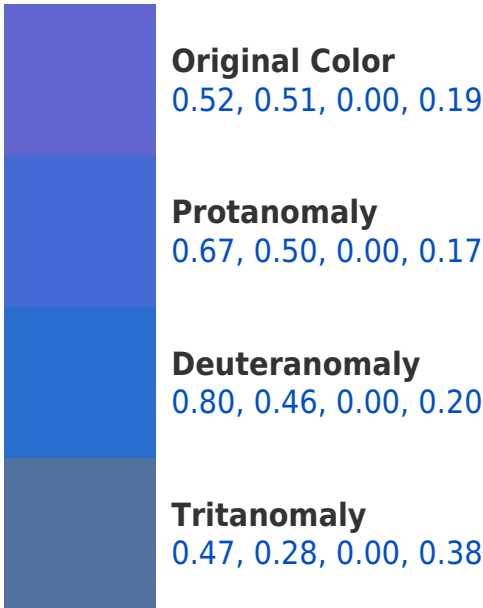 Original Color
0.52, 0.51, 0.00, 0.19
Protanomaly
0.67, 0.50, 0.00, 0.17
Deuteranomaly
0.80, 0.46, 0.00, 0.20
Tritanomaly
0.47, 0.28, 0.00, 0.38